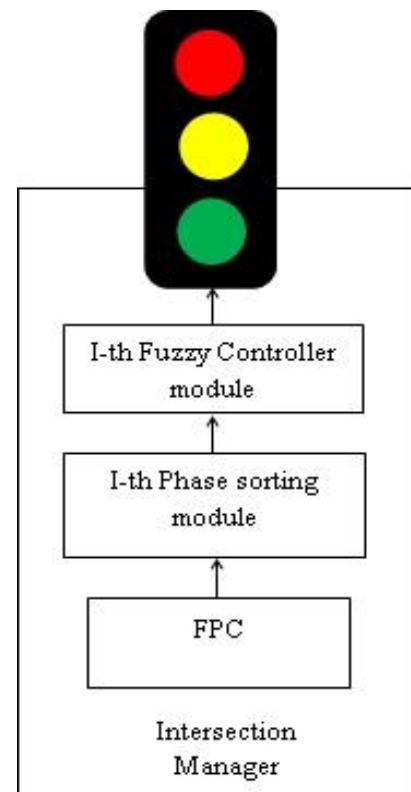 I-th Fuzzy Controller
module
I-th Phase sorting
module
FPC
Intersection
Manager